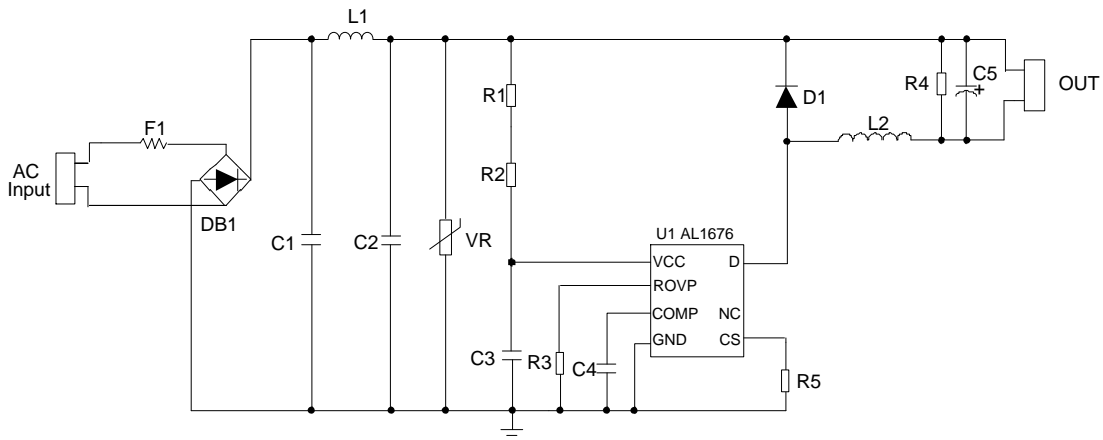 L1
R1
R4
C5
OUT
D1
F1
L2
AC
Input
R2
DB1
C1
C2
VR
U1 AL1676
VCC
D
ROVP
COMP
NC
GND
CS
C3
R3
C4
R5